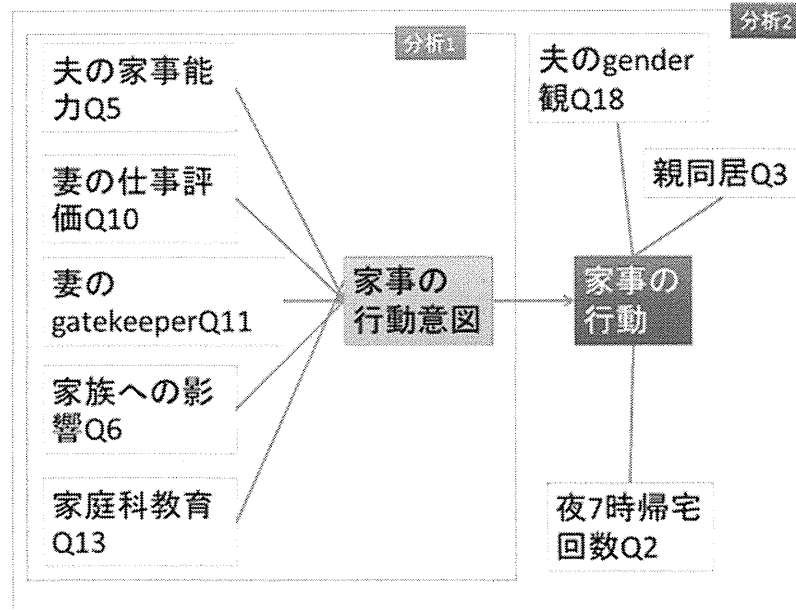 分析2
分析1
夫の家事能
力Q5
妻の仕事評
価Q10
妻の
gatekeeperQ11
家族への影
響Q6
家庭科教育
Q13
家事の
行動意図
夫のgender
観Q18
親同居Q3
家事の
行動
夜7時帰宅
回数Q2